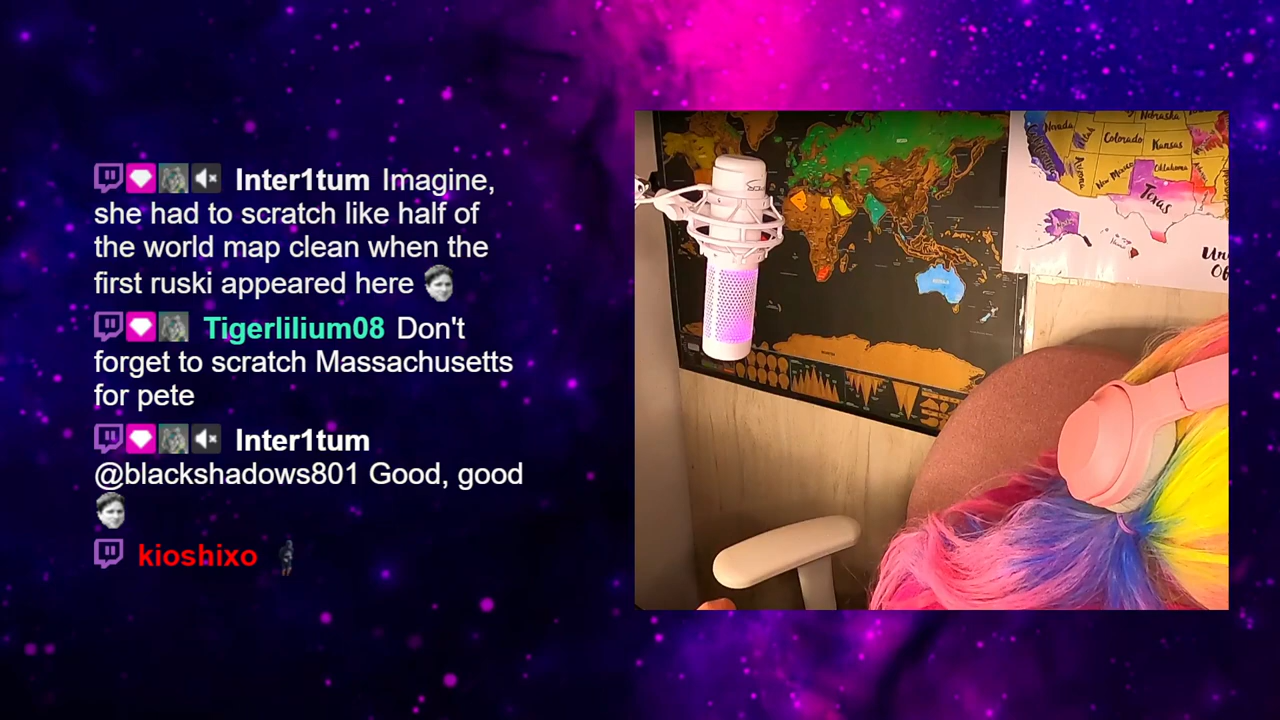 Inter1tum Imagine,
she had to scratch like half of
the world map clean when the
first ruski appeared here
Tigerlilium08 Don't
forget to scratch Massachusetts
for pete
Inter1tum
@blackshadows801 Good, good
kioshixo
Nebraska
Nevada
Utah
Colorado
Kansas
Arizona
New Mexico
Oklahoma
Texas